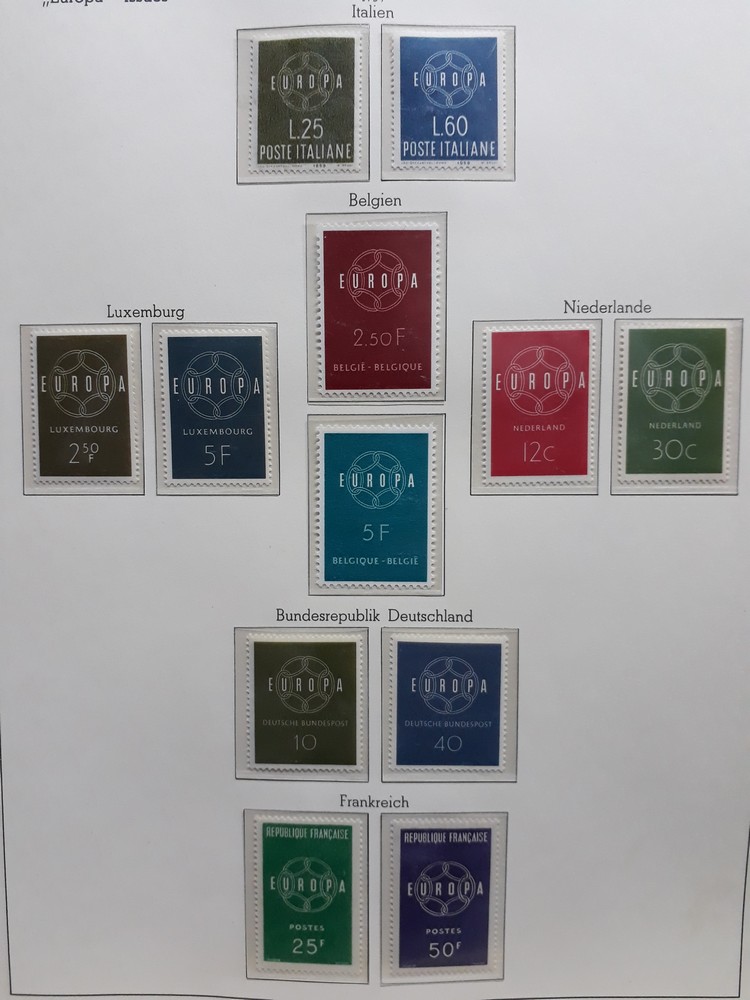 „Europa"
Italien
EUROPA
L.25
POSTE ITALIANE
EUROPA
L.60
POSTE ITALIANE
1959
Belgien
EUROPA
2.50F
BELGIË-BELGIQUE
Luxemburg
EUROPA
LUXEMBOURG
2 50 F
EUROPA
LUXEMBOURG
5F
Niederlande
EUROPA
NEDERLAND
12C
EUROPA
NEDERLAND
30C
EUROPA
5F
BELGIQUE-BELGIË
Bundesrepublik Deutschland
EUROPA
DEUTSCHE BUNDESPOST
10
EUROPA
DEUTSCHE BUNDESPOST
40
Frankreich
REPUBLIQUE FRANÇAISE
EUROPA
POSTES
25F
REPUBLIQUE FRANÇAISE
EUROPA
POSTES
50F